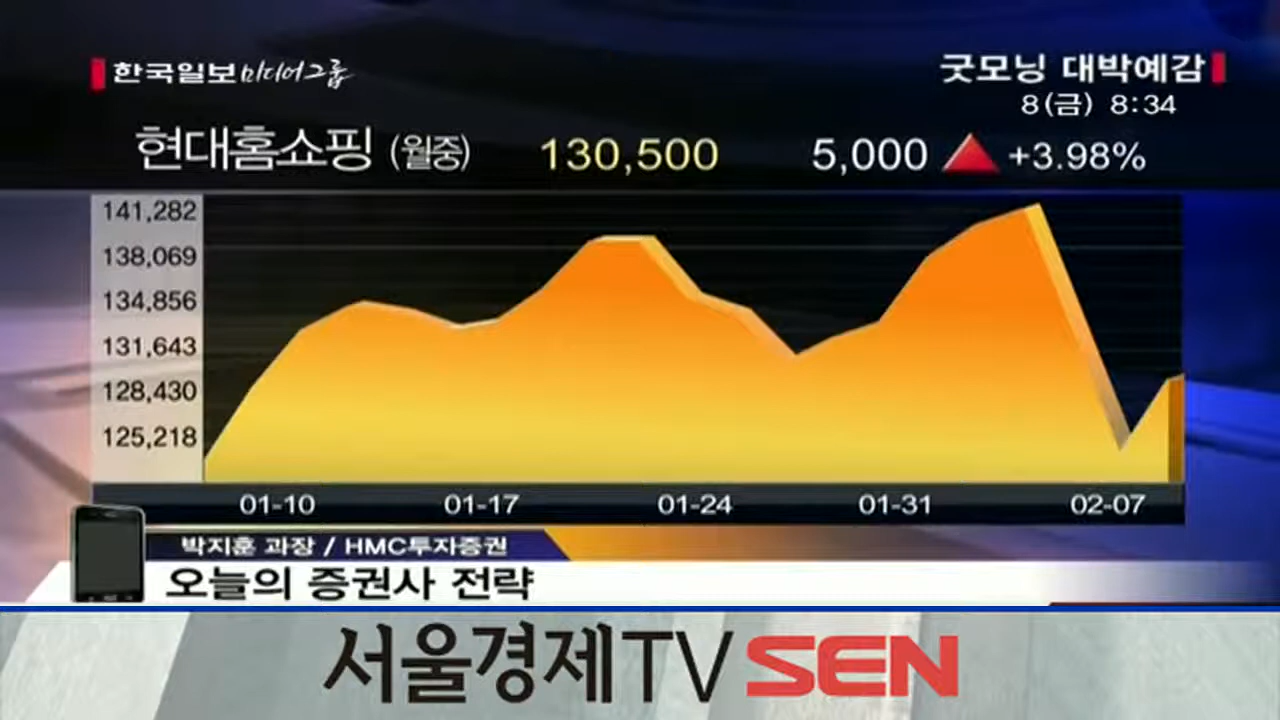 한국일보 미디어그룹
굿모닝 대박예감
8(금) 8:34
현대홈쇼핑 (월중) 130,500 5,000 ▲ +3.98%
141,282
138,069
134,856
131,643
128,430
125,218
01-10 01-17 01-24 01-31 02-07
박지훈 과장 / HMC투자증권
오늘의 증권사 전략
서울경제TV SEN